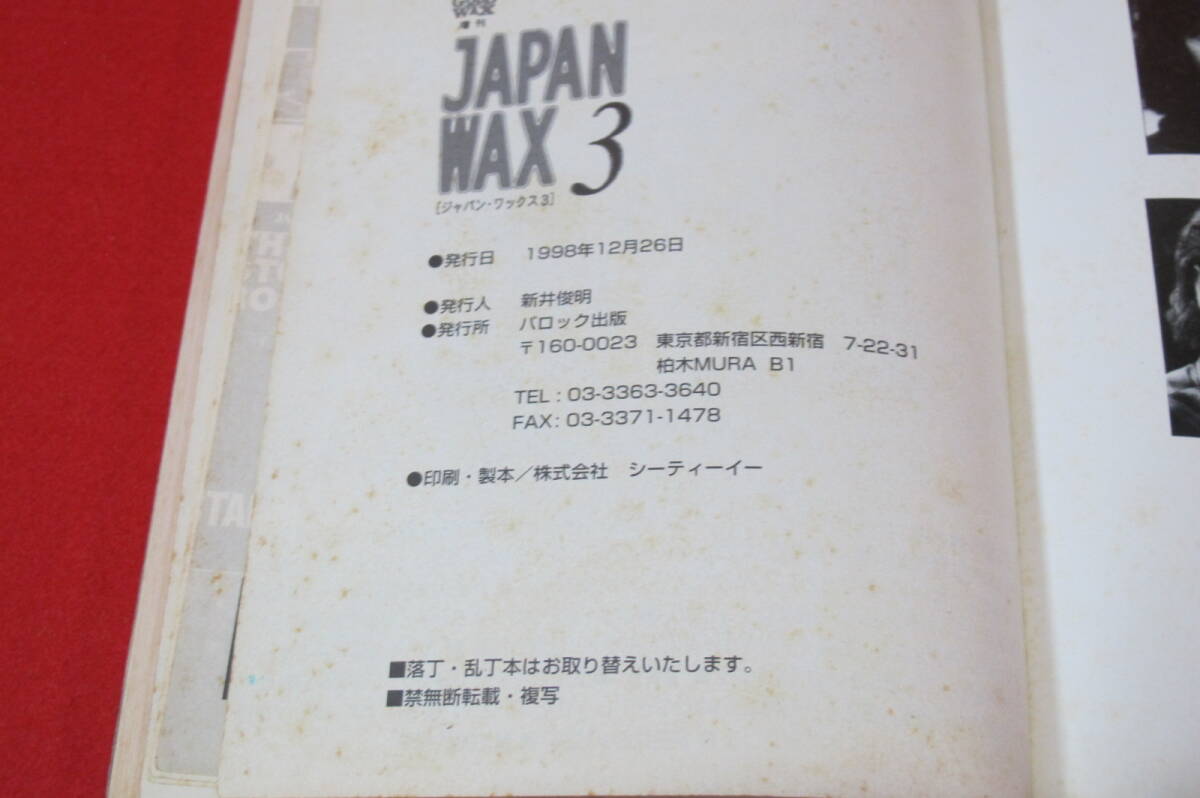 WAX
増刊
JAPAN
WAX 3
[ジャパン・ワックス3]
●発行日 1998年12月26日
●発行人 新井俊明
●発行所 バロック出版
〒160-0023 東京都新宿区西新宿 7-22-31
柏木MURA B1
TEL : 03-3363-3640
FAX : 03-3371-1478
●印刷・製本／株式会社 シーティーイー
■落丁・乱丁本はお取り替えいたします。
■禁無断転載・複写
TA